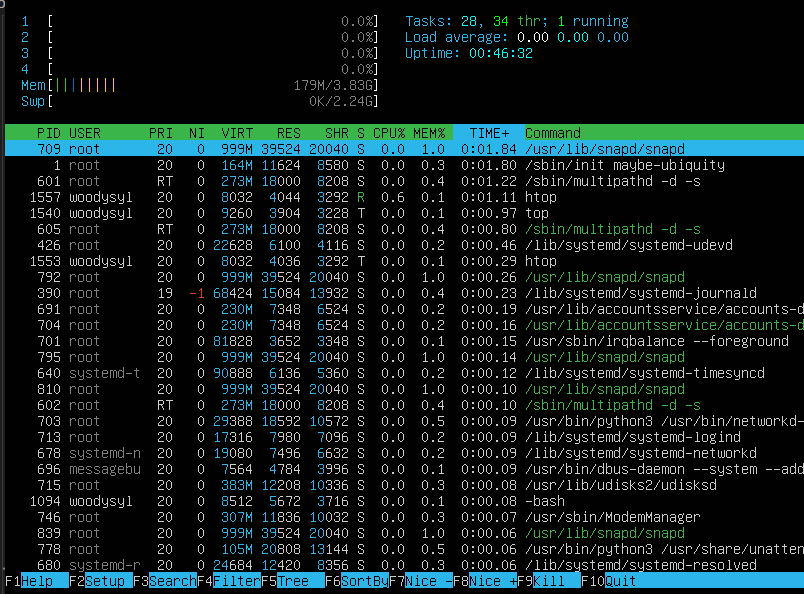 1 [ 0.0%] Tasks: 28, 34 thr; 1 running
2 [ 0.0%] Load average: 0.00 0.00 0.00
3 [ 0.0%] Uptime: 00:46:32
4 [ 0.0%]
Mem[|||||||| 179M/3.83G]
Swp[ 0K/2.24G]
PID USER PRI NI VIRT RES SHR S CPU% MEM% TIME+ Command
709 root 20 0 999M 39524 20040 S 0.0 1.0 0:01.84 /usr/lib/snapd/snapd
1 root 20 0 164M 11624 8580 S 0.0 0.3 0:01.80 /sbin/init maybe-ubiquity
601 root RT 0 273M 18000 8208 S 0.0 0.4 0:01.22 /sbin/multipathd -d -s
1557 woodysyl 20 0 8032 4044 3292 R 0.6 0.1 0:01.11 htop
1540 woodysyl 20 0 9260 3904 3228 T 0.0 0.1 0:00.97 top
605 root RT 0 273M 18000 8208 S 0.0 0.4 0:00.80 /sbin/multipathd -d -s
426 root 20 0 22628 6100 4116 S 0.0 0.2 0:00.46 /lib/systemd/systemd-udevd
1553 woodysyl 20 0 8032 4036 3292 T 0.0 0.1 0:00.29 htop
792 root 20 0 999M 39524 20040 S 0.0 1.0 0:00.26 /usr/lib/snapd/snapd
390 root 19 -1 68424 15084 13932 S 0.0 0.4 0:00.23 /lib/systemd/systemd-journald
691 root 20 0 230M 7348 6524 S 0.0 0.2 0:00.19 /usr/lib/accountsservice/accounts-d
704 root 20 0 230M 7348 6524 S 0.0 0.2 0:00.16 /usr/lib/accountsservice/accounts-d
701 root 20 0 81828 3652 3348 S 0.0 0.1 0:00.15 /usr/sbin/irqbalance --foreground
795 root 20 0 999M 39524 20040 S 0.0 1.0 0:00.14 /usr/lib/snapd/snapd
640 systemd-t 20 0 90888 6136 5360 S 0.0 0.2 0:00.12 /lib/systemd/systemd-timesyncd
810 root 20 0 999M 39524 20040 S 0.0 1.0 0:00.10 /usr/lib/snapd/snapd
602 root RT 0 273M 18000 8208 S 0.0 0.4 0:00.10 /sbin/multipathd -d -s
703 root 20 0 29388 18592 10572 S 0.0 0.5 0:00.09 /usr/bin/python3 /usr/bin/networkd-
713 root 20 0 17316 7980 7096 S 0.0 0.2 0:00.09 /lib/systemd/systemd-logind
678 systemd-n 20 0 19080 7496 6632 S 0.0 0.2 0:00.09 /lib/systemd/systemd-networkd
696 messagebu 20 0 7564 4784 3996 S 0.0 0.1 0:00.09 /usr/bin/dbus-daemon --system --add
715 root 20 0 383M 12208 10336 S 0.0 0.3 0:00.08 /usr/lib/udisks2/udisksd
1094 woodysyl 20 0 8512 5672 3716 S 0.0 0.1 0:00.08 -bash
746 root 20 0 307M 11836 10032 S 0.0 0.3 0:00.07 /usr/sbin/ModemManager
839 root 20 0 999M 39524 20040 S 0.0 1.0 0:00.06 /usr/lib/snapd/snapd
778 root 20 0 105M 20808 13144 S 0.0 0.5 0:00.06 /usr/bin/python3 /usr/share/unatten
680 systemd-r 20 0 24684 12420 8356 S 0.0 0.3 0:00.06 /lib/systemd/systemd-resolved
F1Help F2Setup F3SearchF4FilterF5Tree F6SortByF7Nice -F8Nice +F9Kill F10Quit